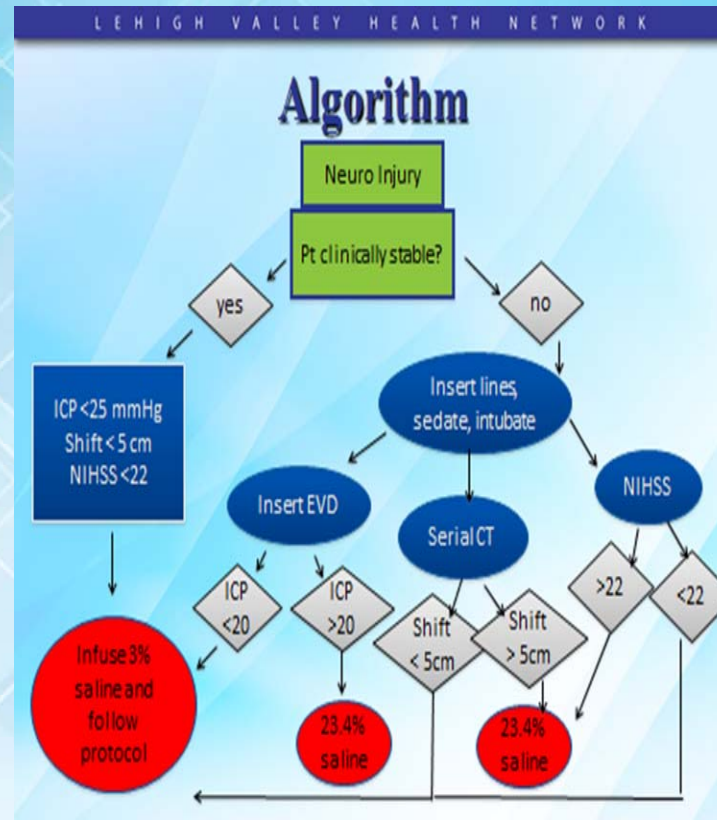 LEHIGH VALLEY HEALTH NETWORK
Algorithm
Neuro Injury
Pt clinically stable?
yes
no
ICP <25 mmHg
Shift < 5 cm
NIHSS <22
Insert lines,
sedate, intubate
Insert EVD
Serial CT
NIHSS
ICP
<20
ICP
>20
Shift
< 5cm
Shift
> 5cm
>22
<22
Infuse 3%
saline and
follow
protocol
23.4%
saline
23.4%
saline